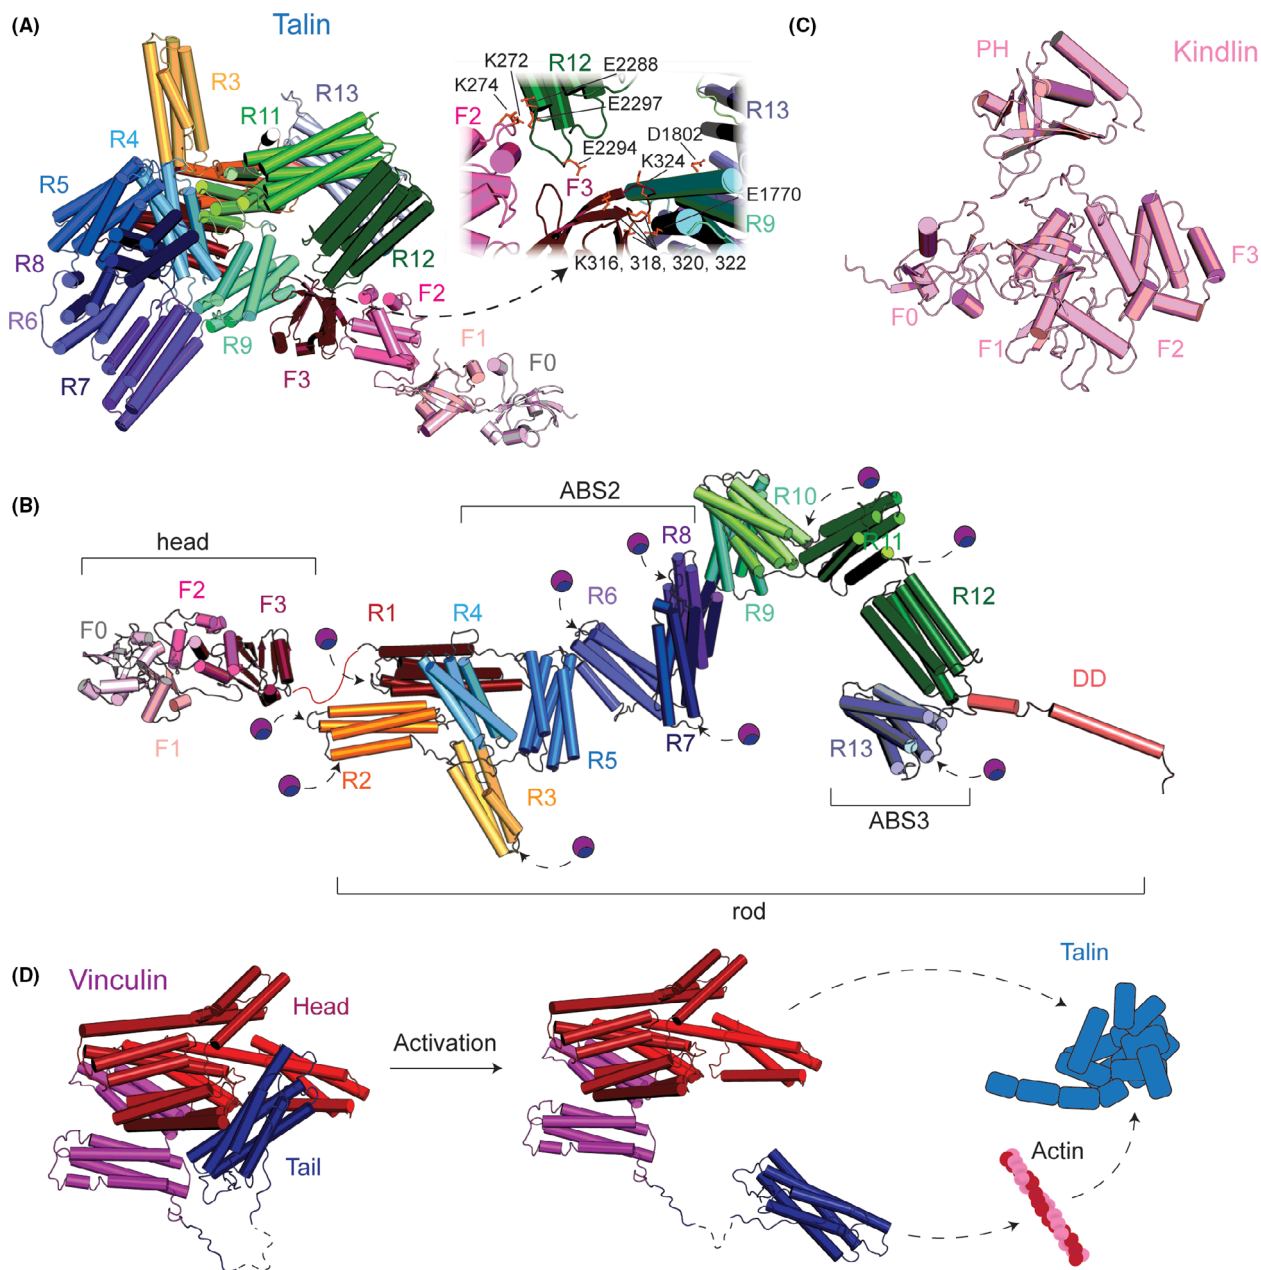 (A)
Talin
R3
R11
R13
R4
R5
R8
R12
R6
F2
R9
F1
F0
R7
F3
K272
R12
E2288
K274
E2297
R13
F2
D1802
E2294
K324
F3
E1770
R9
K316, 318, 320, 322
(C)
PH
Kindlin
F3
F0
F1
F2
(B)
ABS2
R10
head
R8
R11
F2
F3
R1
R4
R6
R9
R12
F0
DD
F1
R7
R13
R5
R2
R3
ABS3
rod
(D)
Vinculin
Head
Activation
Talin
Tail
Actin